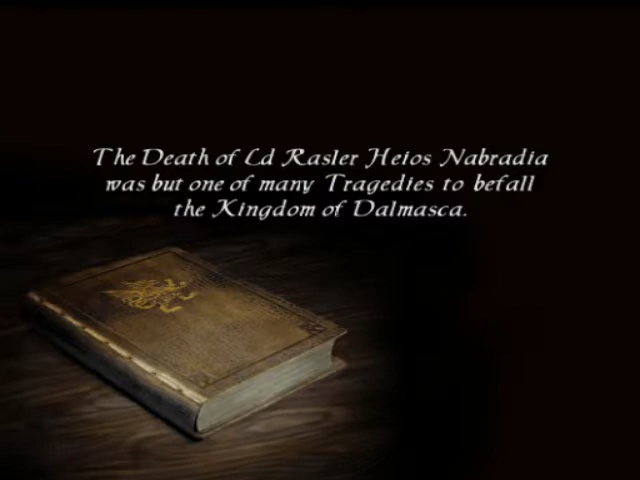 The Death of Ld Rasler Heios Nabradia
was but one of many Tragedies to befall
the Kingdom of Dalmasca.